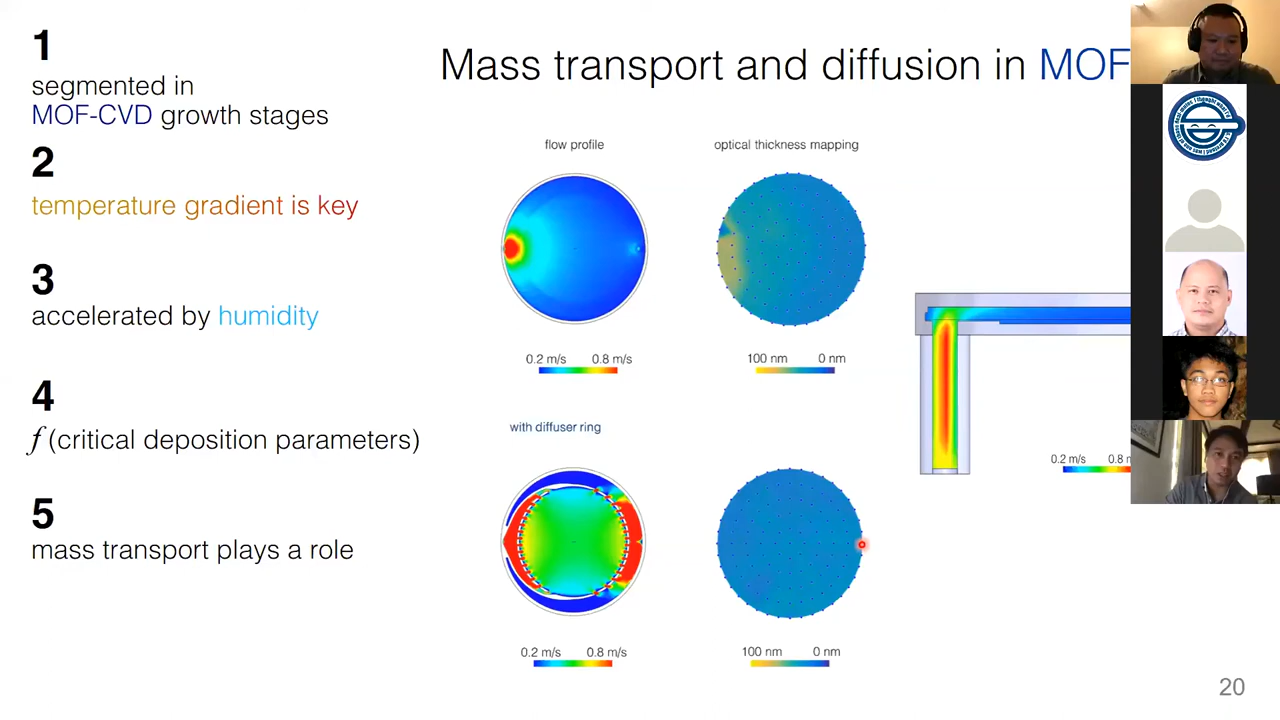 1
segmented in
MOF-CVD growth stages
2
temperature gradient is key
3
accelerated by humidity
4
f (critical deposition parameters)
5
mass transport plays a role
Mass transport and diffusion in MOF
flow profile
optical thickness mapping
0.2 m/s 0.8 m/s
100 nm 0 nm
with diffuser ring
0.2 m/s 0.8 m/s
100 nm 0 nm
0.2 m/s 0.8
20